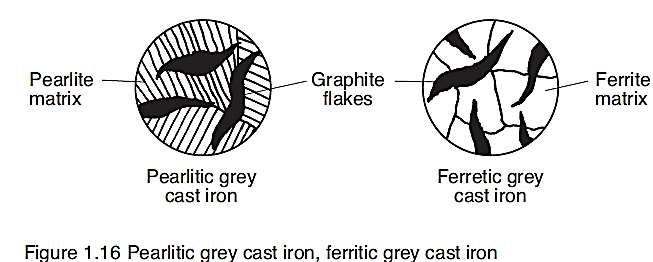 Pearlite
matrix
Graphite
flakes
Ferrite
matrix
Pearlitic grey
cast iron
Ferretic grey
cast iron
Figure 1.16 Pearlitic grey cast iron, ferritic grey cast iron